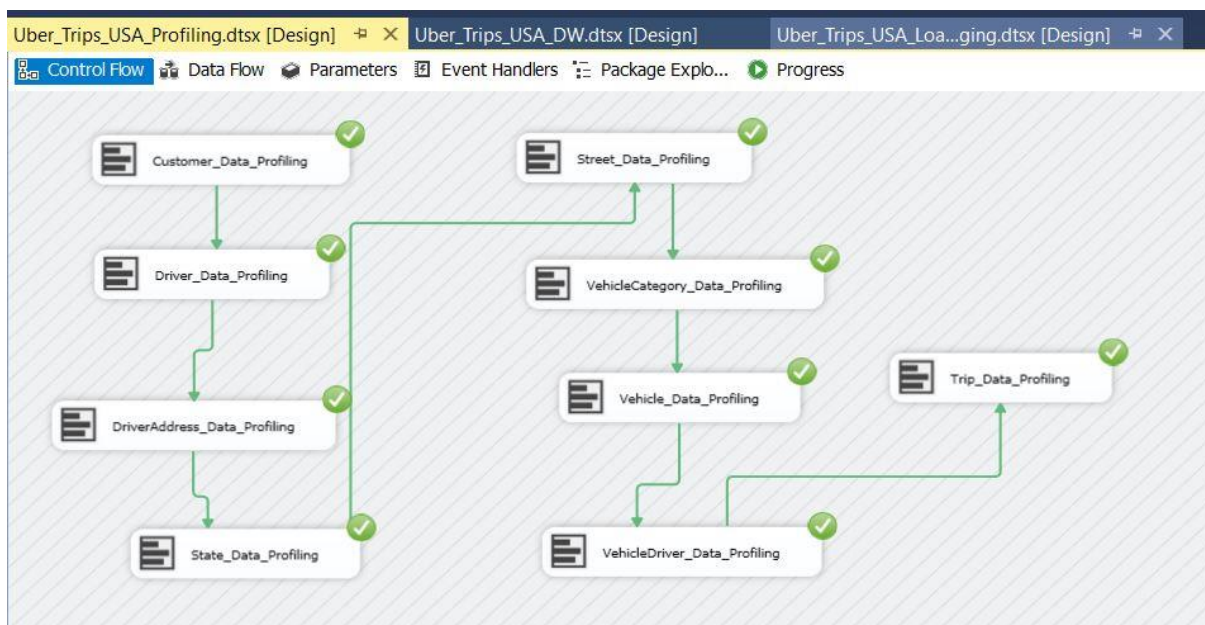 Uber_Trips_USA_Profiling.dtsx [Design] Uber_Trips_USA_DW.dtsx [Design] Uber_Trips_USA_Loa...ging.dtsx [Design]
Control Flow Data Flow Parameters Event Handlers Package Explo... Progress
Customer_Data_Profiling
Driver_Data_Profiling
DriverAddress_Data_Profiling
State_Data_Profiling
Street_Data_Profiling
VehicleCategory_Data_Profiling
Vehicle_Data_Profiling
VehicleDriver_Data_Profiling
Trip_Data_Profiling